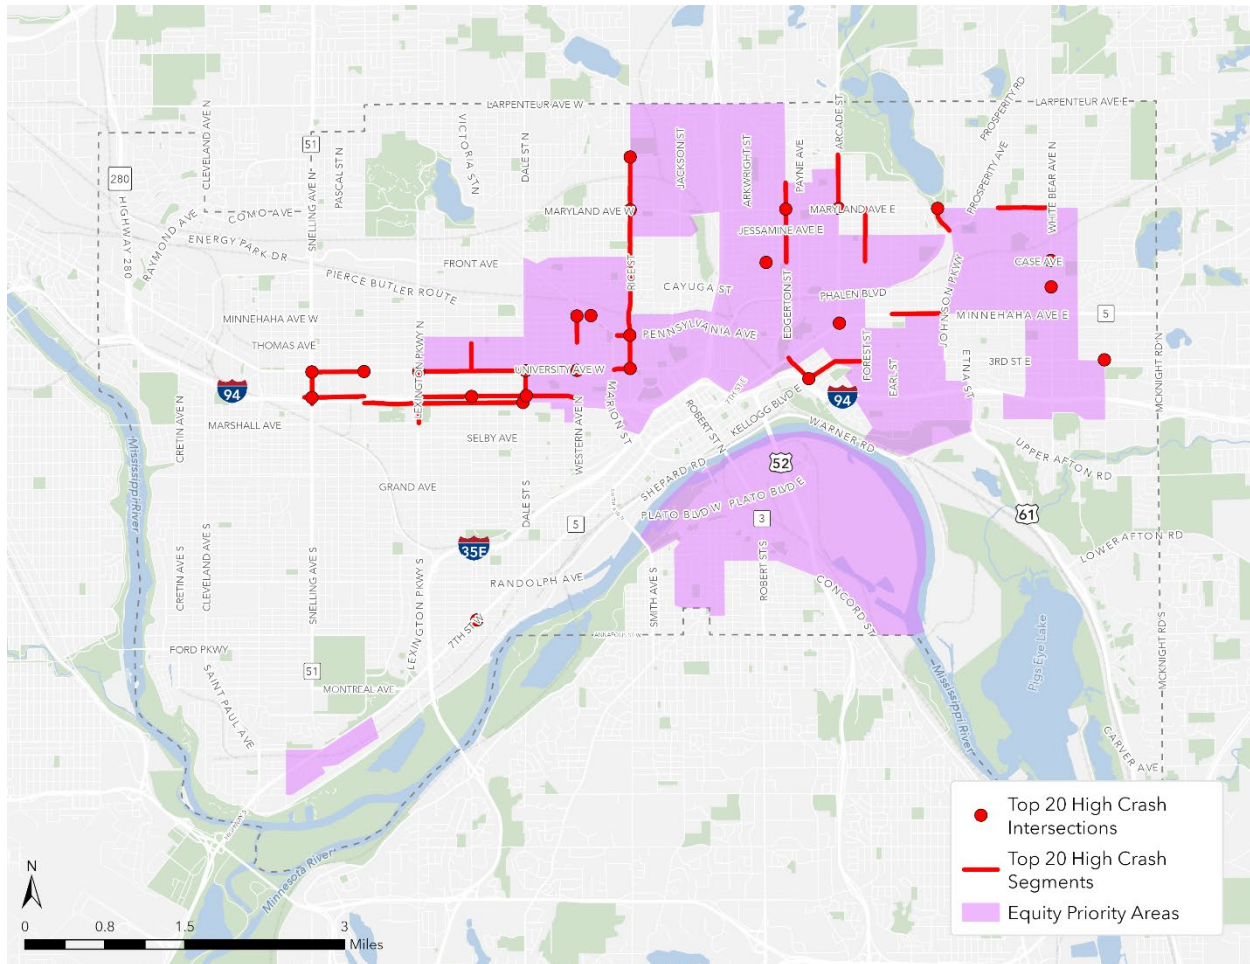 LARPENTEUR AVE W
LARPENTEUR AVE E
CLEVELAND AVE N
51
SNELLING AVE N
PASCAL ST N
VICTORIA ST N
DALE ST N
JACKSON ST
ARKWRIGHT ST
PAYNE AVE
ARCADE ST
PROSPERITY RD
PROSPERITY AVE
WHITE BEAR AVE N
280
HIGHWAY 280
RAYMOND AVE
COMO AVE
ENERGY PARK DR
MARYLAND AVE W
MARYLAND AVE E
JESSAMINE AVE E
FRONT AVE
RICE ST
CASE AVE
PIERCE BUTLER ROUTE
CAYUGA ST
PHALEN BLVD
EDGERTON ST
JOHNSON PKWY
MINNEHAHA AVE W
PENNSYLVANIA AVE
MINNEHAHA AVE E
5
THOMAS AVE
LEXINGTON PKWY N
UNIVERSITY AVE W
MARION ST
FOREST ST
EARL ST
ETNA ST
3RD ST E
MCKNIGHT RD N
94
94
7TH ST E
KELLOGG BLVD E
ROBERT ST N
CRETIN AVE N
MARSHALL AVE
SELBY AVE
WESTERN AVE N
WARNER RD
UPPER AFTON RD
Mississippi River
GRAND AVE
DALE ST S
SHEPARD RD
52
PLATO BLVD W
PLATO BLVD E
5
3
61
LOWER AFTON RD
35E
CRETIN AVE S
CLEVELAND AVE S
SNELLING AVE S
LEXINGTON PKWY S
RANDOLPH AVE
SMITH AVE S
ROBERT ST S
CONCORD ST
7TH ST W
ANNAPOLIS ST W
FORD PKWY
51
MONTREAL AVE
SAINT PAUL AVE
Mississippi River
Pigs Eye Lake
MCKNIGHT RD S
CARVER AVE
Minnesota River
Top 20 High Crash
Intersections
Top 20 High Crash
Segments
Equity Priority Areas
N
0 0.8 1.5 3
Miles